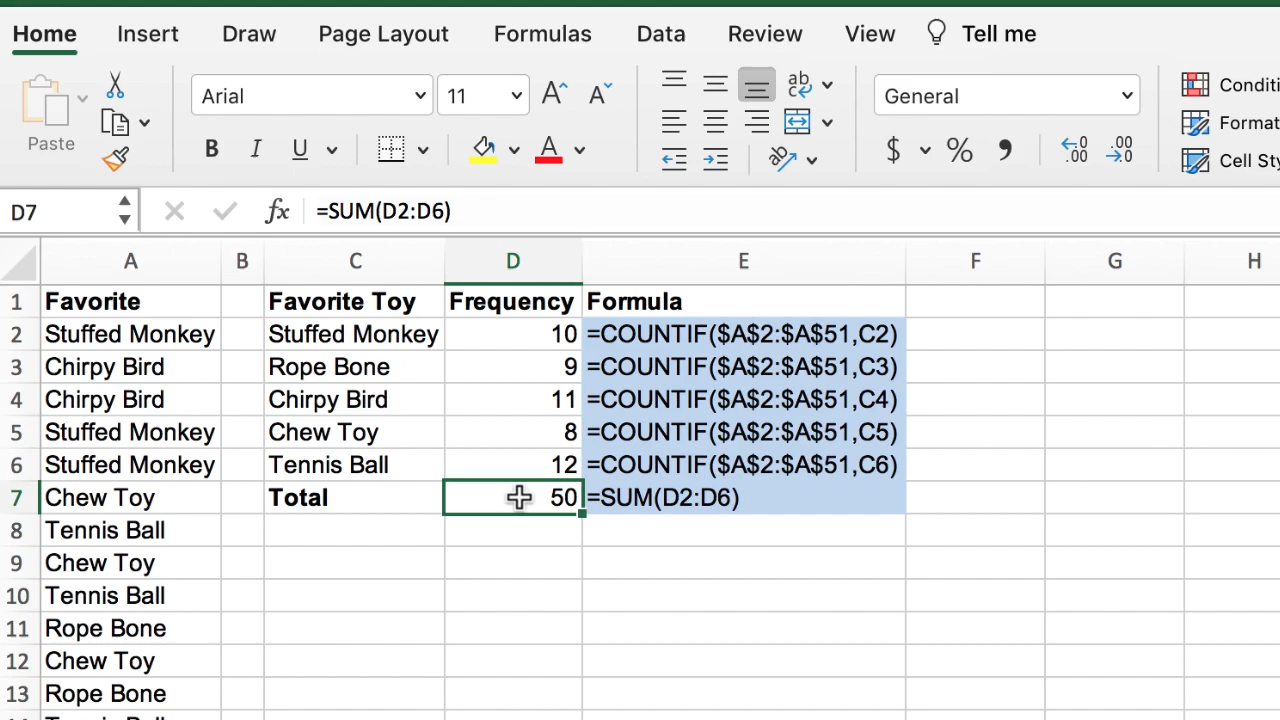 Home Insert Draw Page Layout Formulas Data Review View Tell me
Paste Arial 11 A A ab c General Conditi
Format
B I U A ab $ % .00 .00 Cell Sty
D7 fx =SUM(D2:D6)
A B C D E F G H
1 Favorite Favorite Toy Frequency Formula
2 Stuffed Monkey Stuffed Monkey 10 =COUNTIF($A$2:$A$51,C2)
3 Chirpy Bird Rope Bone 9 =COUNTIF($A$2:$A$51,C3)
4 Chirpy Bird Chirpy Bird 11 =COUNTIF($A$2:$A$51,C4)
5 Stuffed Monkey Chew Toy 8 =COUNTIF($A$2:$A$51,C5)
6 Stuffed Monkey Tennis Ball 12 =COUNTIF($A$2:$A$51,C6)
7 Chew Toy Total 50 =SUM(D2:D6)
8 Tennis Ball
9 Chew Toy
10 Tennis Ball
11 Rope Bone
12 Chew Toy
13 Rope Bone